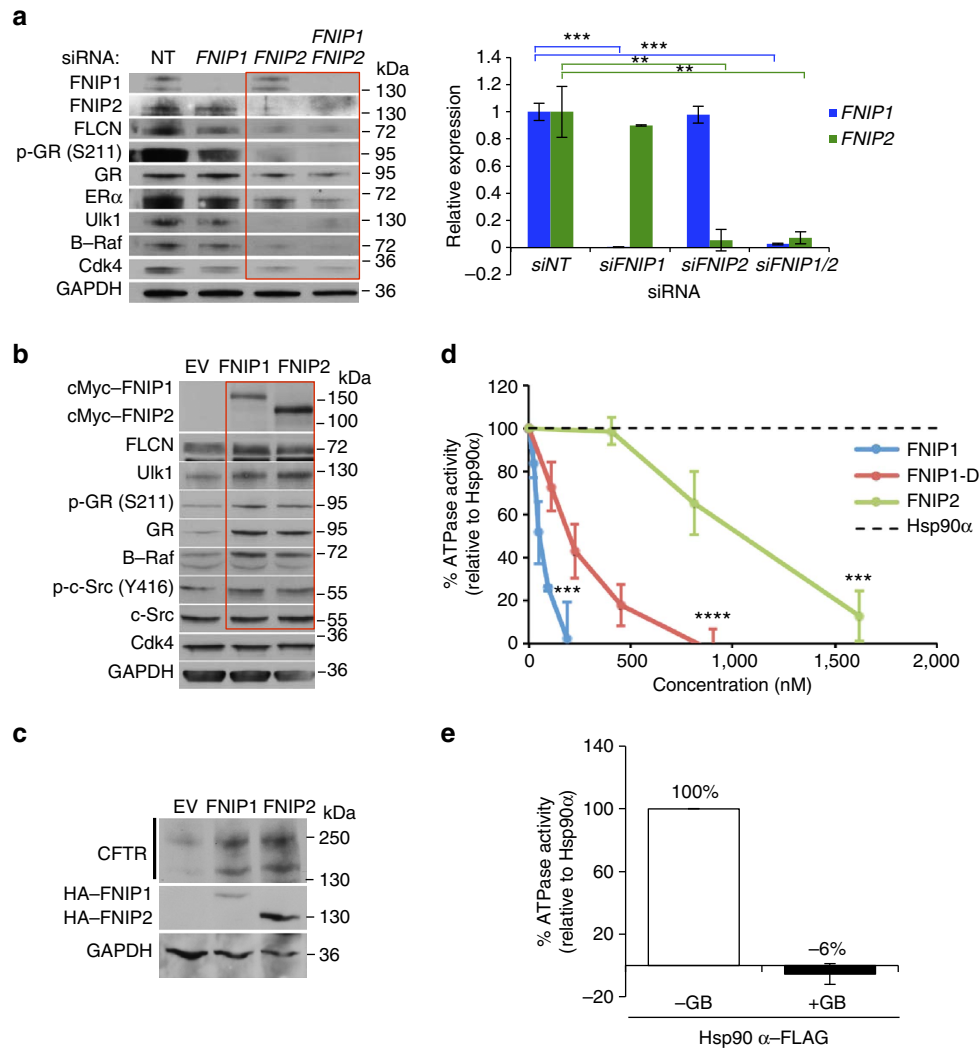 a
siRNA: NT FNIP1 FNIP2 FNIP1 FNIP2
kDa
FNIP1
130
FNIP2
130
FLCN
72
p-GR (S211)
95
GR
95
ERα
72
Ulk1
130
B–Raf
72
Cdk4
36
GAPDH
36
Relative expression
1.4
1.2
1
0.8
0.6
0.4
0.2
0
–0.2
***
***
**
**
FNIP1
FNIP2
siNT siFNIP1 siFNIP2 siFNIP1/2
siRNA
b
EV FNIP1 FNIP2
kDa
cMyc–FNIP1
150
cMyc–FNIP2
100
FLCN
72
Ulk1
130
p-GR (S211)
95
GR
95
B–Raf
72
p-c-Src (Y416)
55
c-Src
55
Cdk4
36
GAPDH
36
c
EV FNIP1 FNIP2 kDa
CFTR
250
130
HA–FNIP1
HA–FNIP2
130
GAPDH
36
d
% ATPase activity
(relative to Hsp90α)
120
100
80
60
40
20
0
FNIP1
FNIP1-D
FNIP2
Hsp90α
***
****
***
0 500 1,000 1,500 2,000
Concentration (nM)
e
% ATPase activity
(relative to Hsp90α)
140
100
60
20
–20
100%
–6%
–GB +GB
Hsp90 α–FLAG